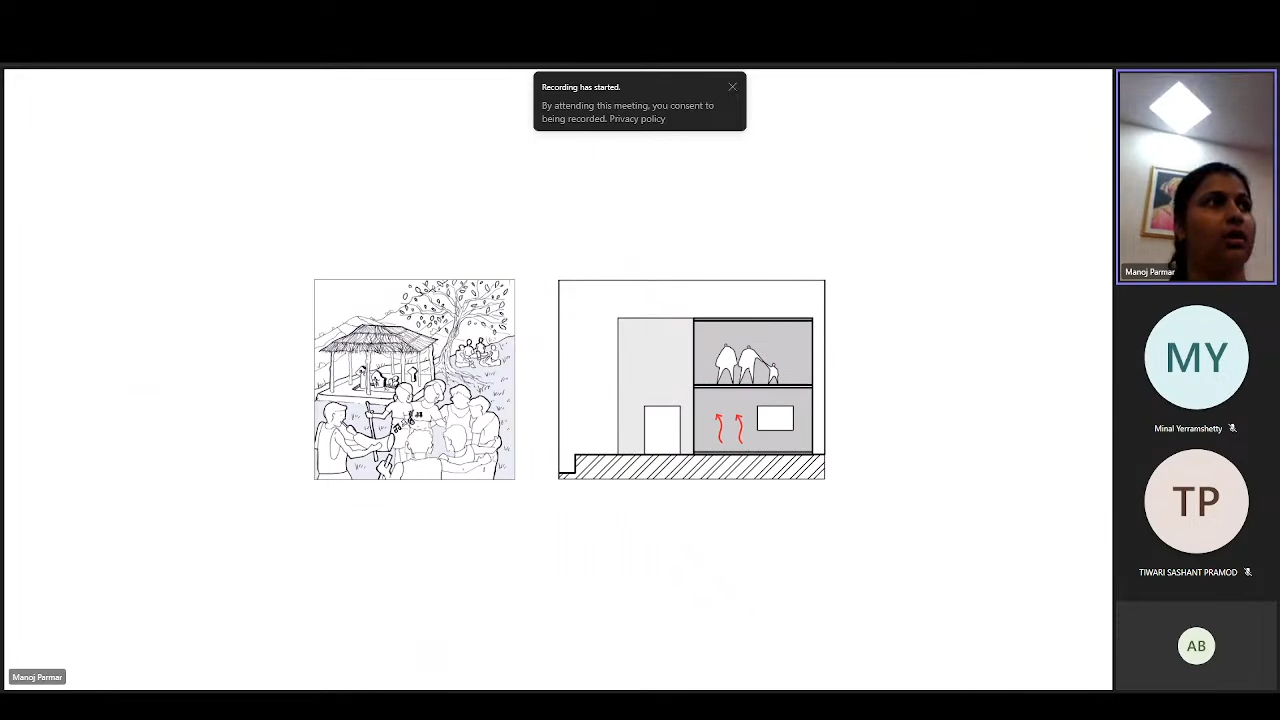 Recording has started.
By attending this meeting, you consent to
being recorded. Privacy policy
Manoj Parmar
MY
Minal Yerramshetty
TP
TIWARI SASHANT PRAMOD
AB
Manoj Parmar